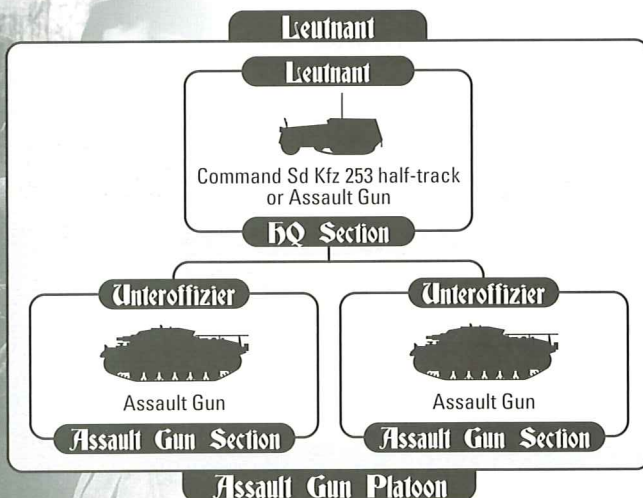 Leutnant
Leutnant
Command Sd Kfz 253 half-track
or Assault Gun
HQ Section
Unteroffizier
Assault Gun
Assault Gun Section
Unteroffizier
Assault Gun
Assault Gun Section
Assault Gun Platoon